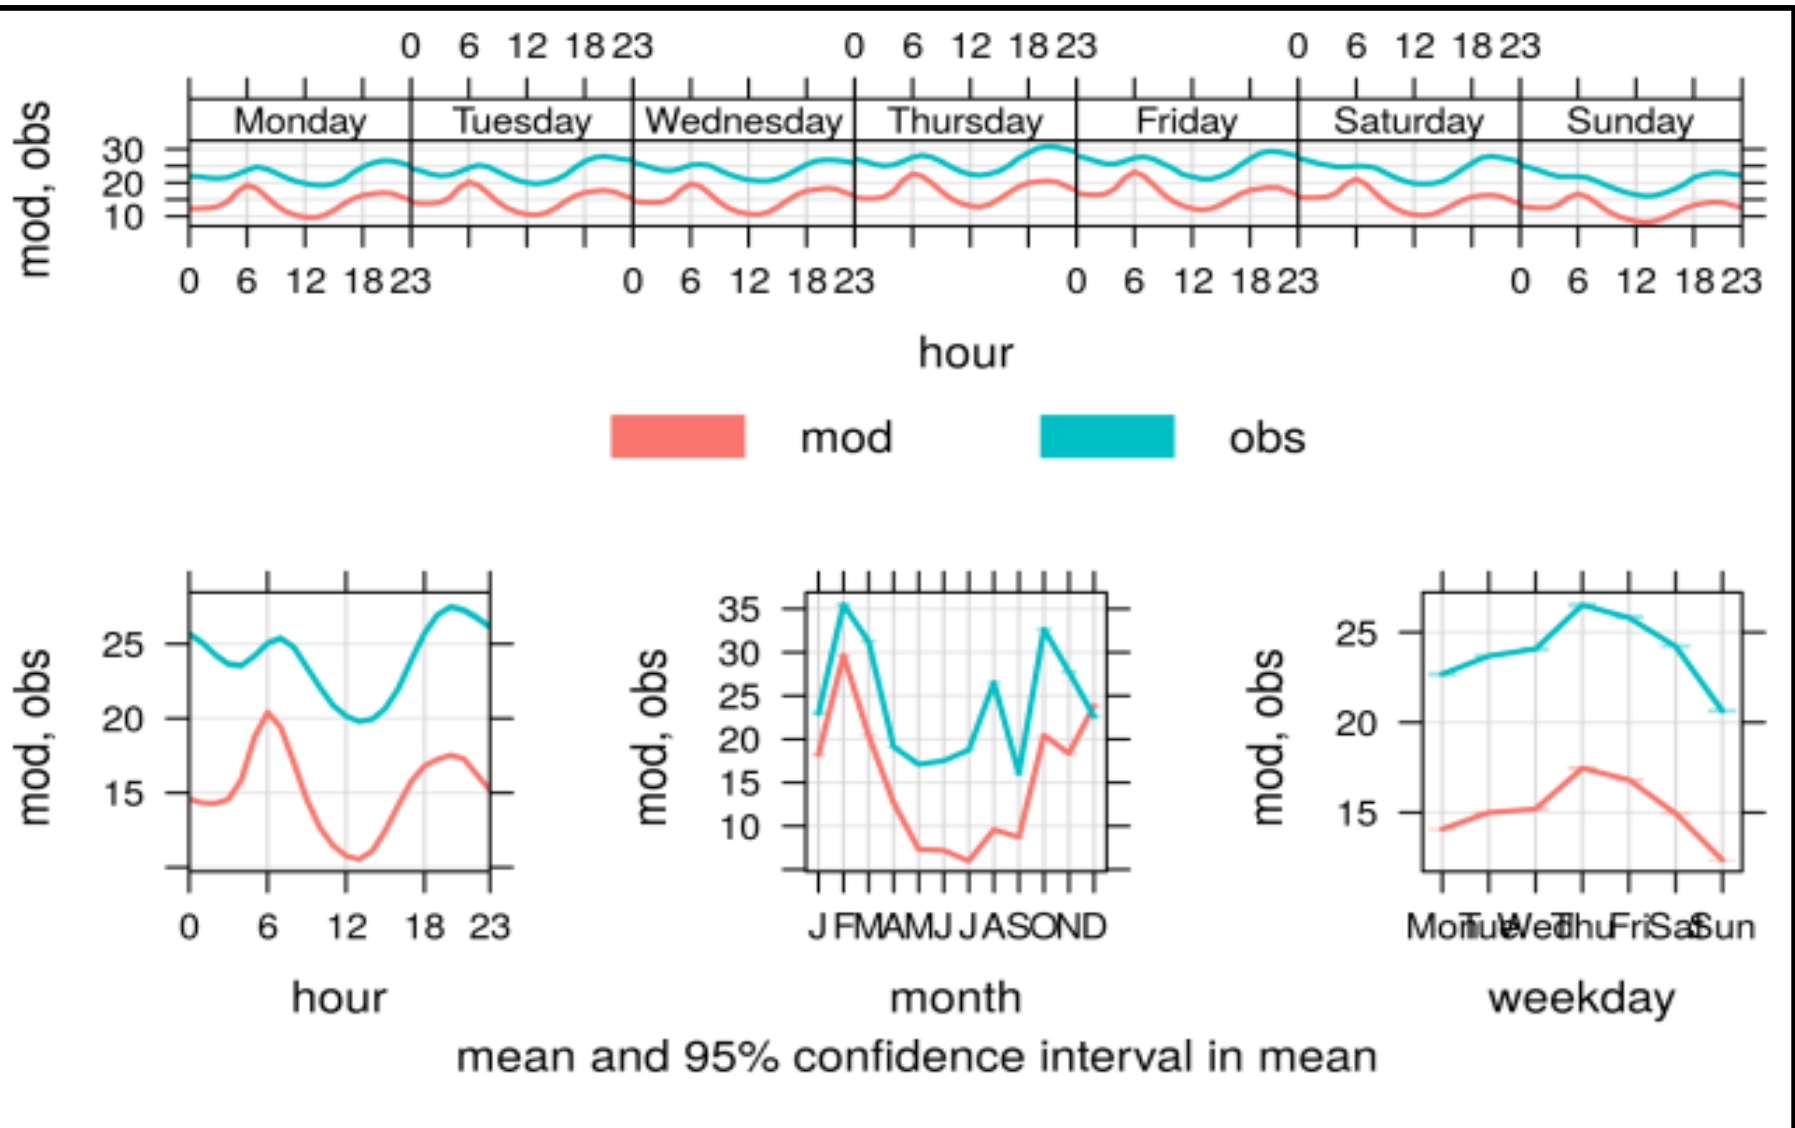 0 6 12 18 23 0 6 12 18 23 0 6 12 18 23
Monday Tuesday Wednesday Thursday Friday Saturday Sunday
mod, obs
30
20
10
0 6 12 18 23 0 6 12 18 23 0 6 12 18 23 0 6 12 18 23
hour
mod obs
mod, obs
25
20
15
0 6 12 18 23
hour
mod, obs
35
30
25
20
15
10
J F M A M J J A S O N D
month
mod, obs
25
20
15
Mon Tue Wed Thu Fri Sat Sun
weekday
mean and 95% confidence interval in mean